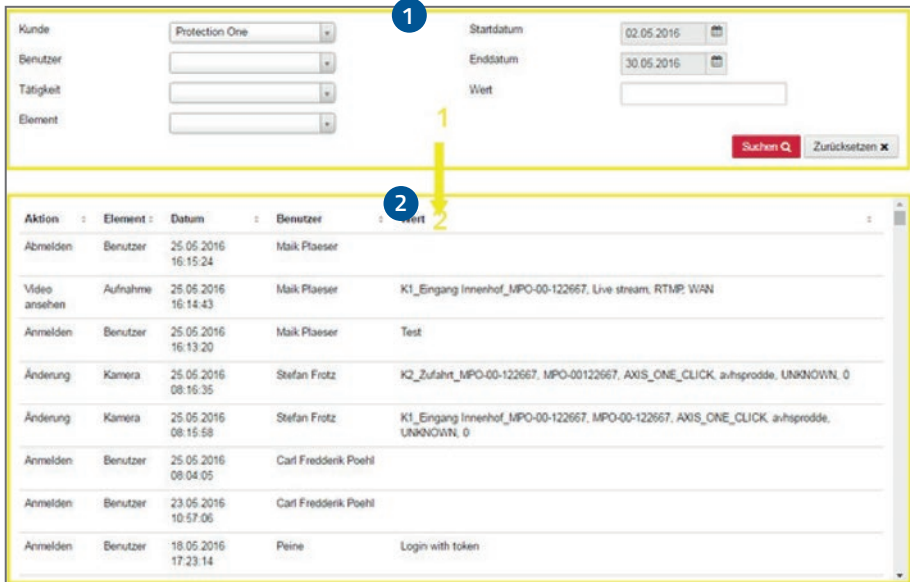 1
Kunde Protection One Startdatum 02.05.2016
Benutzer Enddatum 30.05.2016
Tätigkeit Wert
Element
1
Suchen Zurücksetzen
2
2
Aktion Element Datum Benutzer Wert
Abmelden Benutzer 25.05.2016 Maik Plaeser
16:15:24
Video Aufnahme 25.05.2016 Maik Plaeser K1_Eingang Innenhof_MPO-00-122667, Live stream, RTMP, WAN
ansehen 16:14:43
Anmelden Benutzer 25.05.2016 Maik Plaeser Test
16:13:20
Änderung Kamera 25.05.2016 Stefan Frotz K2_Zufahrt_MPO-00-122667, MPO-00122667, AXIS_ONE_CLICK, avhsprodde, UNKNOWN, 0
08:16:35
Änderung Kamera 25.05.2016 Stefan Frotz K1_Eingang Innenhof_MPO-00-122667, MPO-00-122667, AXIS_ONE_CLICK, avhsprodde,
08:15:58 UNKNOWN, 0
Anmelden Benutzer 25.05.2016 Carl Fredderik Poehl
08:04:05
Anmelden Benutzer 23.05.2016 Carl Fredderik Poehl
10:57:06
Anmelden Benutzer 18.05.2016 Peine Login with token
17:23:14